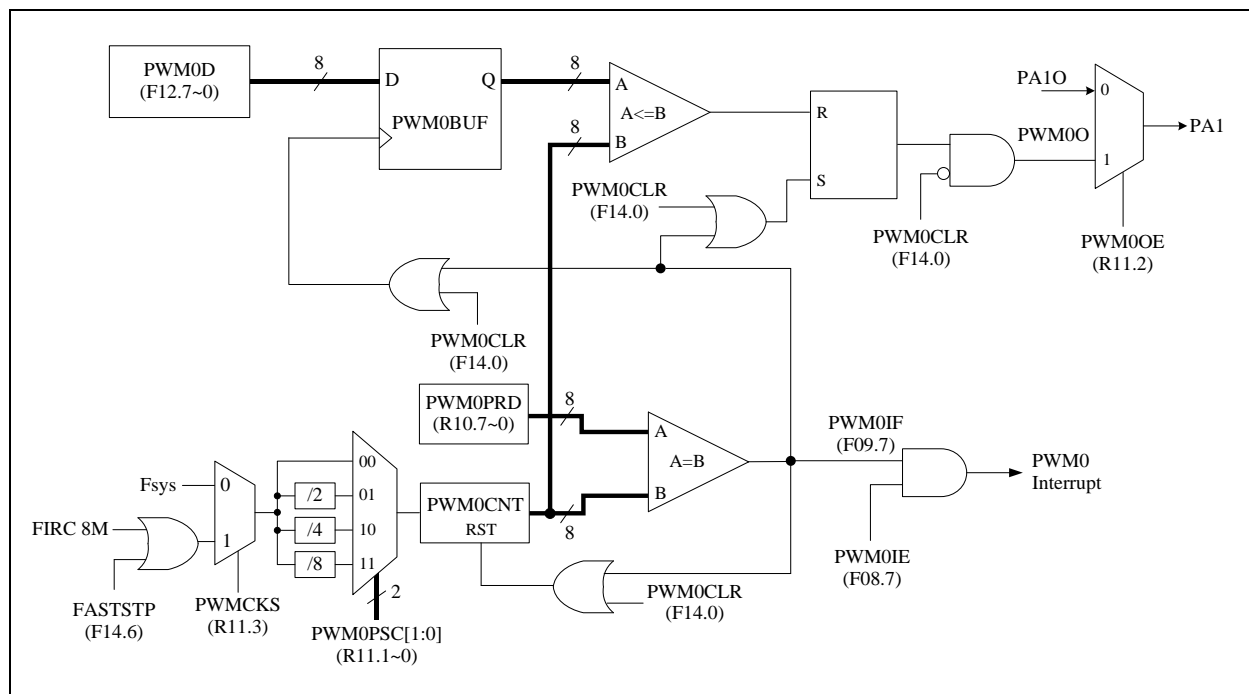 PWM0D
(F12.7~0)
8
D
Q
PWM0BUF
8
A
A<=B
8
B
R
S
PWM0CLR
(F14.0)
PWM0CLR
(F14.0)
PA1O
0
PWM0O
1
PA1
PWM0OE
(R11.2)
PWM0CLR
(F14.0)
PWM0PRD
(R10.7~0)
8
A
A=B
B
PWM0IF
(F09.7)
PWM0
Interrupt
PWM0IE
(F08.7)
Fsys
0
FIRC 8M
1
FASTSTP
(F14.6)
PWMCKS
(R11.3)
/2
/4
/8
00
01
10
11
2
PWM0PSC[1:0]
(R11.1~0)
PWM0CNT
RST
8
PWM0CLR
(F14.0)